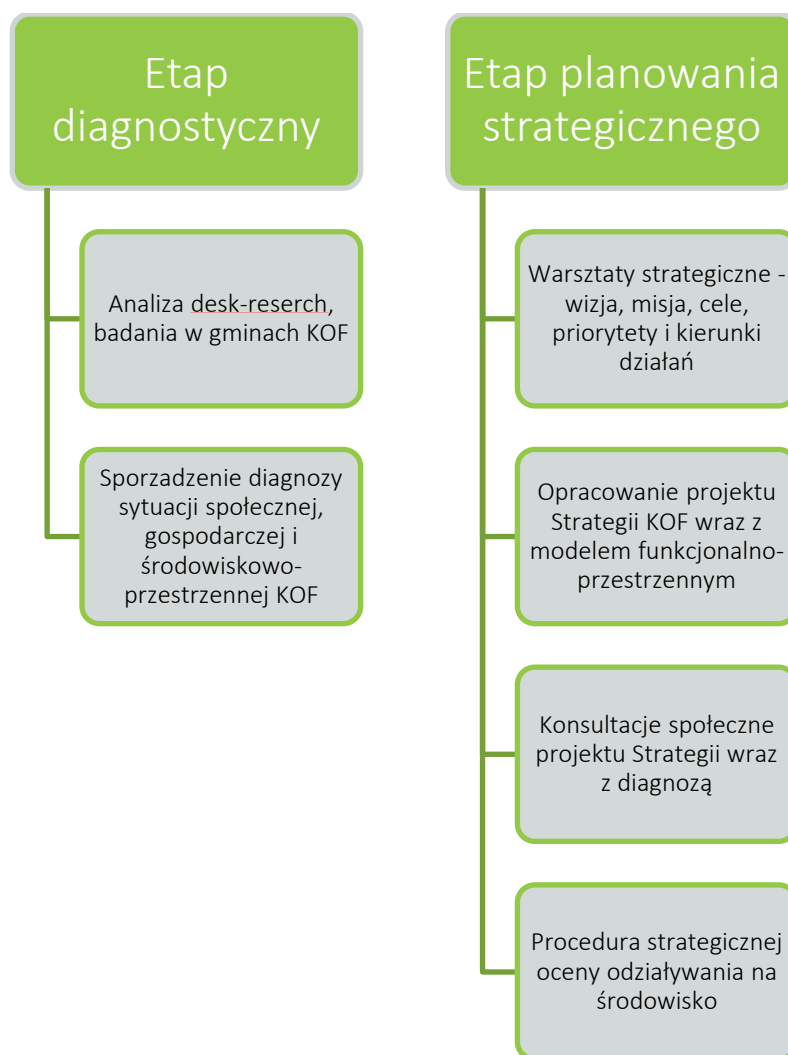 Etap
diagnostyczny
Analiza desk-reserch,
badania w gminach KOF
Sporzadzenie diagnozy
sytuacji społecznej,
gospodarczej i
środowiskowo-
przestrzennej KOF
Etap planowania
strategicznego
Warsztaty strategiczne -
wizja, misja, cele,
priorytety i kierunki
działań
Opracowanie projektu
Strategii KOF wraz z
modelem funkcjonalno-
przestrzennym
Konsultacje społeczne
projektu Strategii wraz
z diagnozą
Procedura strategicznej
oceny odziaływania na
środowisko